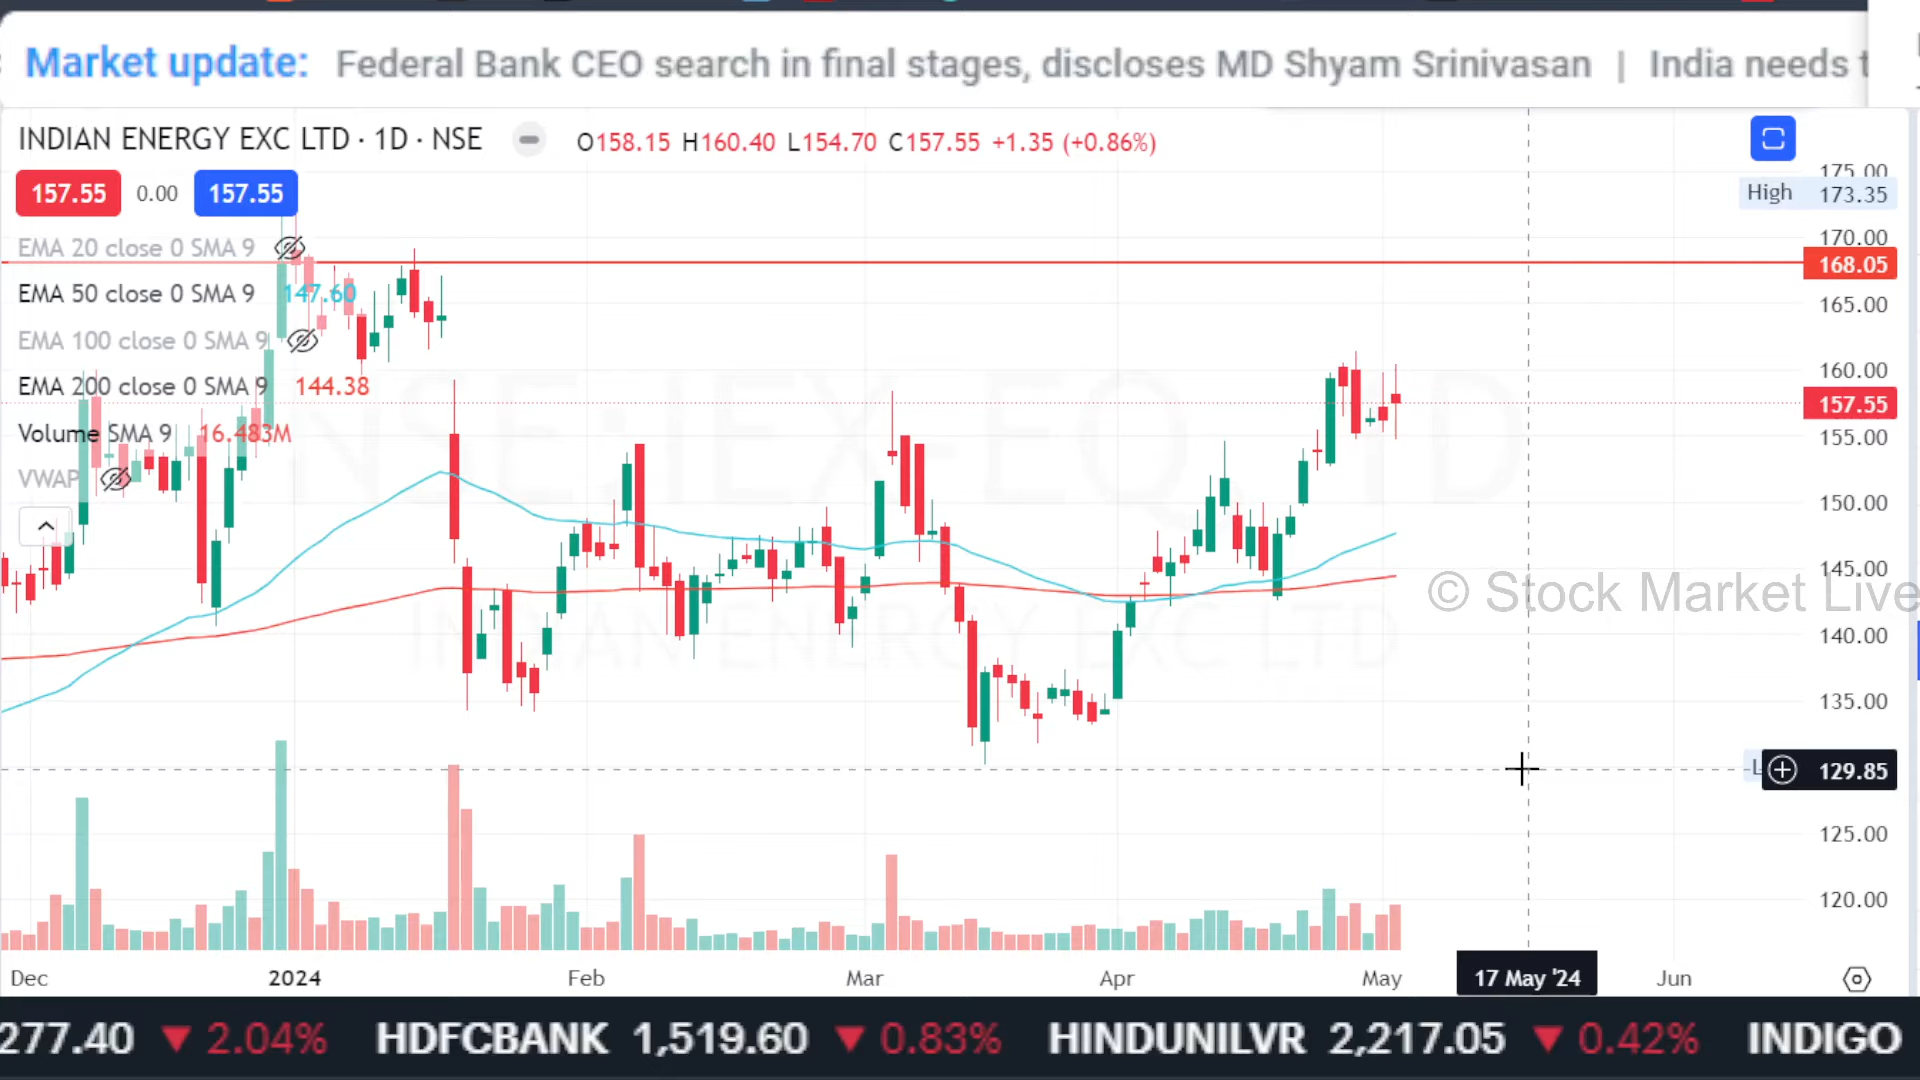 Market update: Federal Bank CEO search in final stages, discloses MD Shyam Srinivasan | India needs
INDIAN ENERGY EXC LTD · 1D · NSE O158.15 H160.40 L154.70 C157.55 +1.35 (+0.86%)
175.00
High 173.35
157.55 0.00 157.55
170.00
EMA 20 close 0 SMA 9
168.05
EMA 50 close 0 SMA 9 147.60
165.00
EMA 100 close 0 SMA 9
160.00
EMA 200 close 0 SMA 9 144.38
157.55
Volume SMA 9 16.483M
155.00
VWAP
150.00
145.00
© Stock Market Live
INDIAN ENERGY EXC LTD
140.00
135.00
129.85
125.00
120.00
Dec 2024 Feb Mar Apr May 17 May '24 Jun
277.40 ▼ 2.04% HDFCBANK 1,519.60 ▼ 0.83% HINDUNILVR 2,217.05 ▼ 0.42% INDIGO